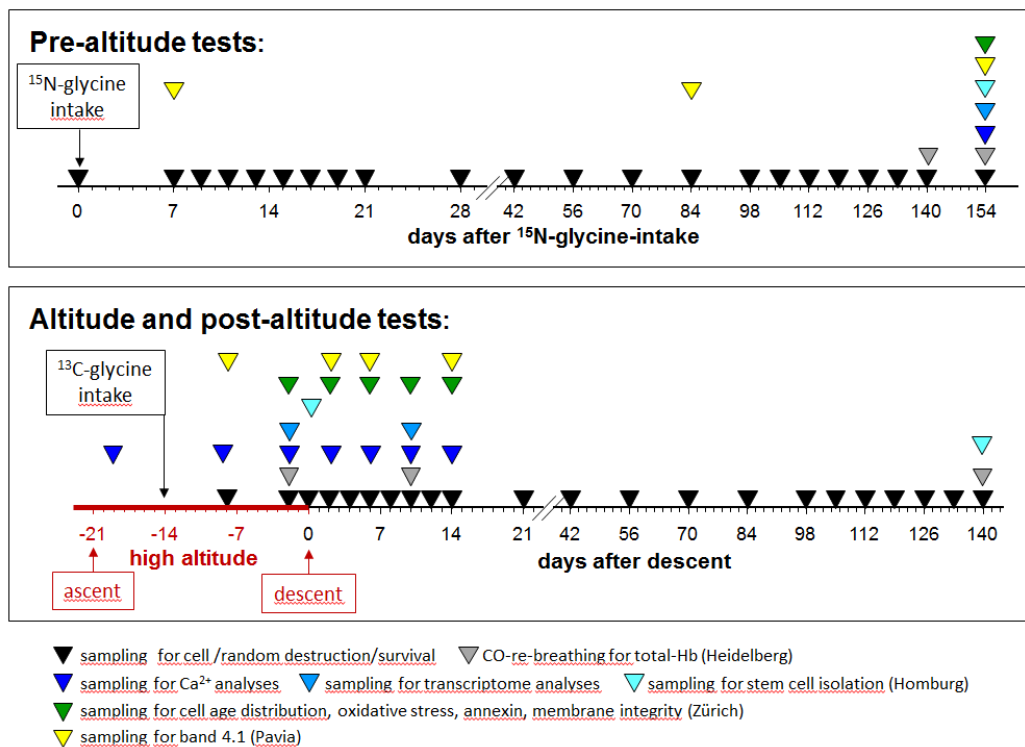 Pre-altitude tests:
¹⁵N-glycine
intake
0 7 14 21 28 42 56 70 84 98 112 126 140 154
days after ¹⁵N-glycine-intake
Altitude and post-altitude tests:
¹³C-glycine
intake
-21 -14 -7 0 7 14 21 42 56 70 84 98 112 126 140
high altitude days after descent
ascent descent
sampling for cell /random destruction/survival CO-re-breathing for total-Hb (Heidelberg)
sampling for Ca²⁺ analyses sampling for transcriptome analyses sampling for stem cell isolation (Homburg)
sampling for cell age distribution, oxidative stress, annexin, membrane integrity (Zürich)
sampling for band 4.1 (Pavia)